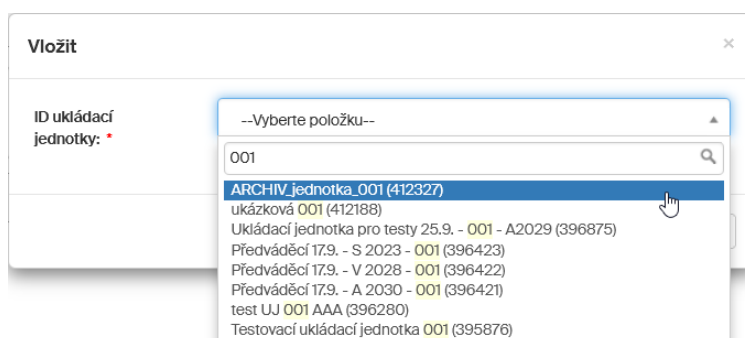 Vložit
×
ID ukládací
jednotky: *
--Vyberte položku--
001
ARCHIV_jednotka_001 (412327)
ukázková 001 (412188)
Ukládací jednotka pro testy 25.9. - 001 - A2029 (396875)
Předváděcí 17.9. - S 2023 - 001 (396423)
Předváděcí 17.9. - V 2028 - 001 (396422)
Předváděcí 17.9. - A 2030 - 001 (396421)
test UJ 001 AAA (396280)
Testovací ukládací jednotka 001 (395876)